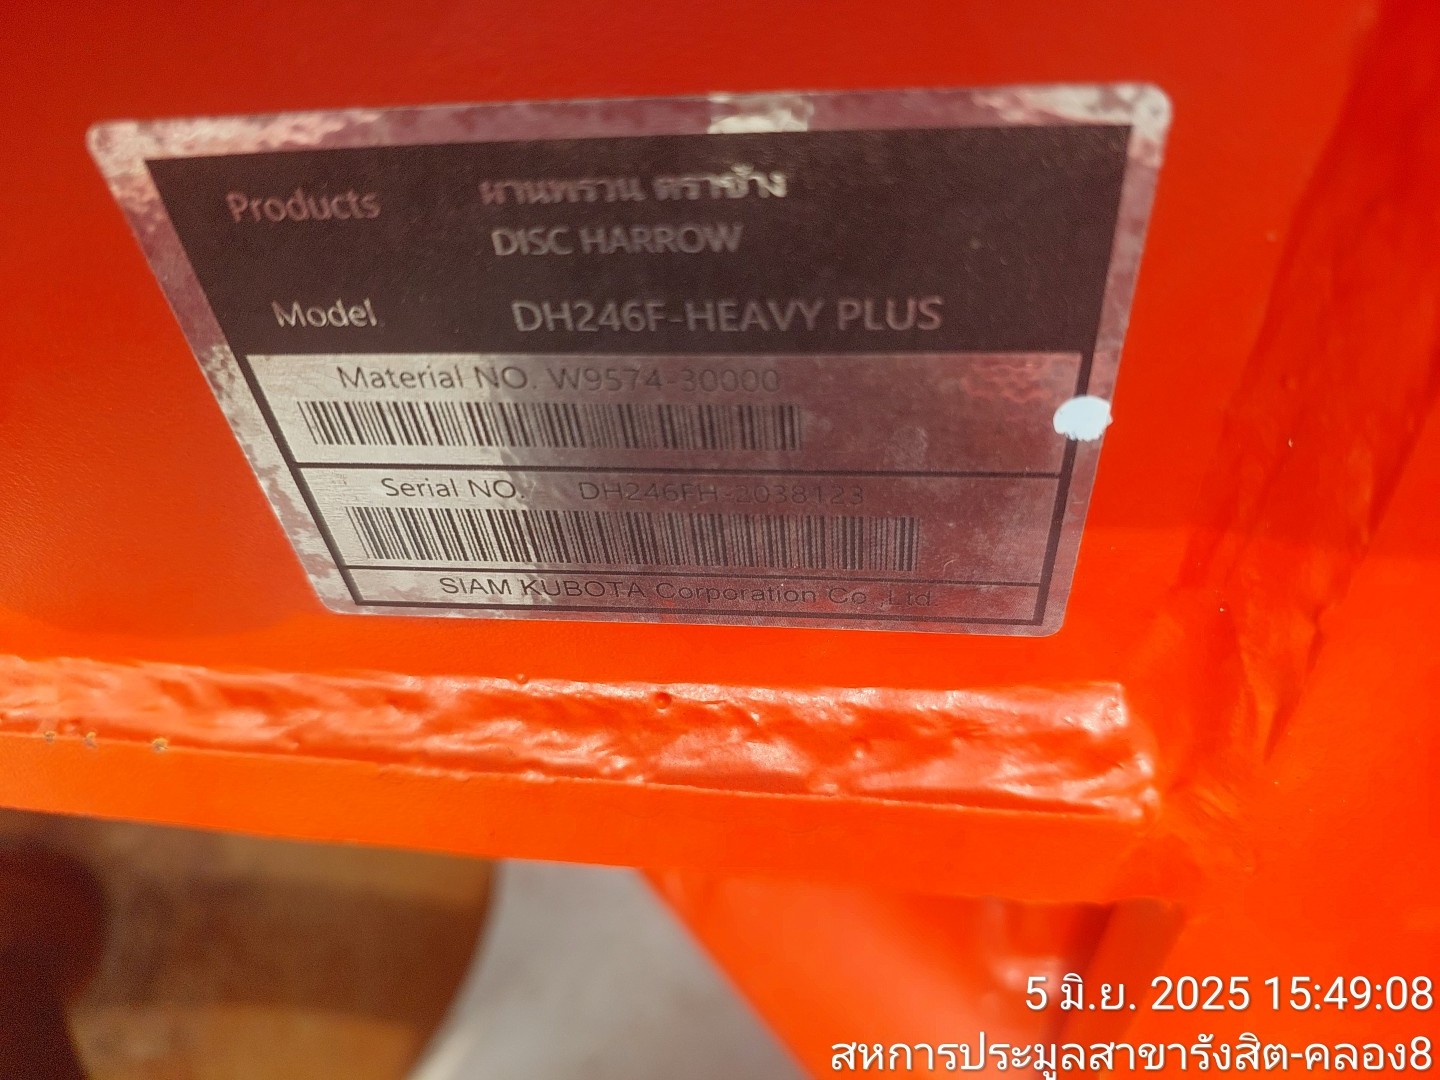 Products ผานพรวน ตราช้าง
DISC HARROW
Model DH246F-HEAVY PLUS
Material NO. W9574-30000
Serial NO. DH246FH-2038123
SIAM KUBOTA Corporation Co.,Ltd.
5 มิ.ย. 2025 15:49:08
สหการประมูลสาขารังสิต-คลอง8